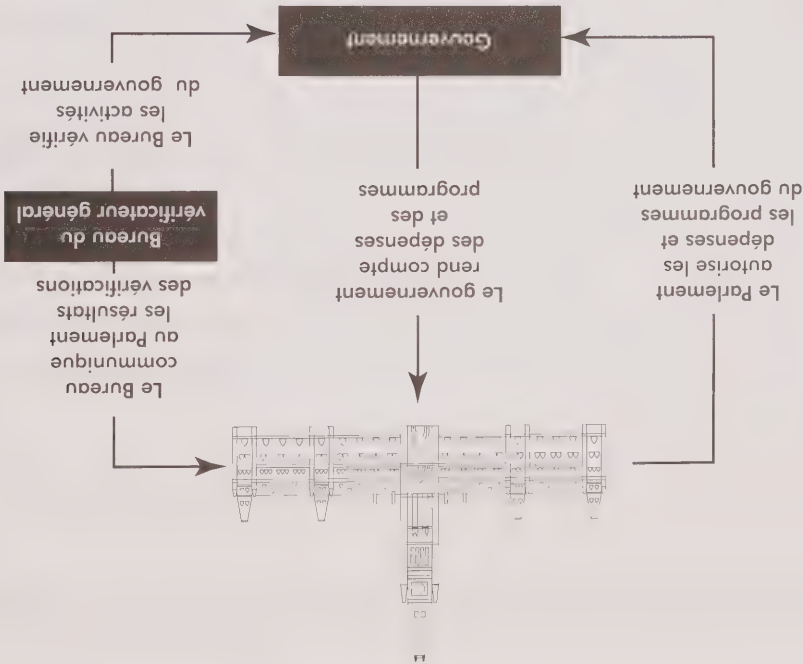 Le Parlement
autorise les
dépenses et
les programmes
du gouvernement
Le gouvernement
rend compte
des dépenses
et des
programmes
Le Bureau
communique
au Parlement
les résultats
des vérifications
Bureau du
vérificateur général
Le Bureau vérifie
les activités
du gouvernement
Gouvernement